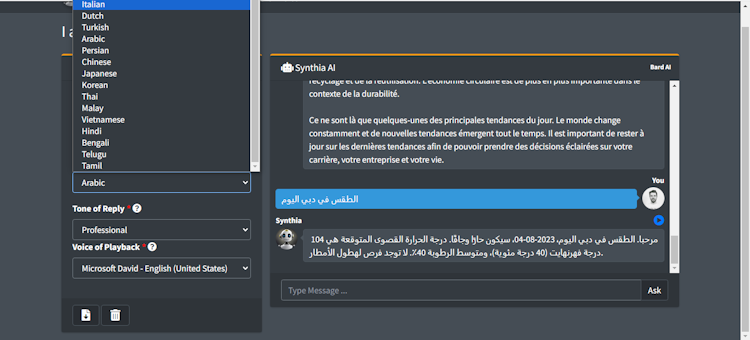 Italian
Dutch
Turkish
Arabic
Persian
Chinese
Japanese
Korean
Thai
Malay
Vietnamese
Hindi
Bengali
Telugu
Tamil
Arabic
Tone of Reply * ?
Professional
Voice of Playback * ?
Microsoft David - English (United States)
Synthia AI
Bard AI
recyclage et de la réutilisation. L'économie circulaire est de plus en plus importante dans le
contexte de la durabilité.
Ce ne sont là que quelques-unes des principales tendances du jour. Le monde change
constamment et de nouvelles tendances émergent tout le temps. Il est important de rester à
jour sur les dernières tendances afin de pouvoir prendre des décisions éclairées sur votre
carrière, votre entreprise et votre vie.
You
الطقس في دبي اليوم
Synthia
مرحبا. الطقس في دبي اليوم، 2023-08-04، سيكون حارًا وجافًا. درجة الحرارة القصوى المتوقعة هي 104
درجة فهرنهايت (40 درجة مئوية)، ومتوسط الرطوبة 40٪. لا توجد فرص لهطول الأمطار.
Type Message ...
Ask